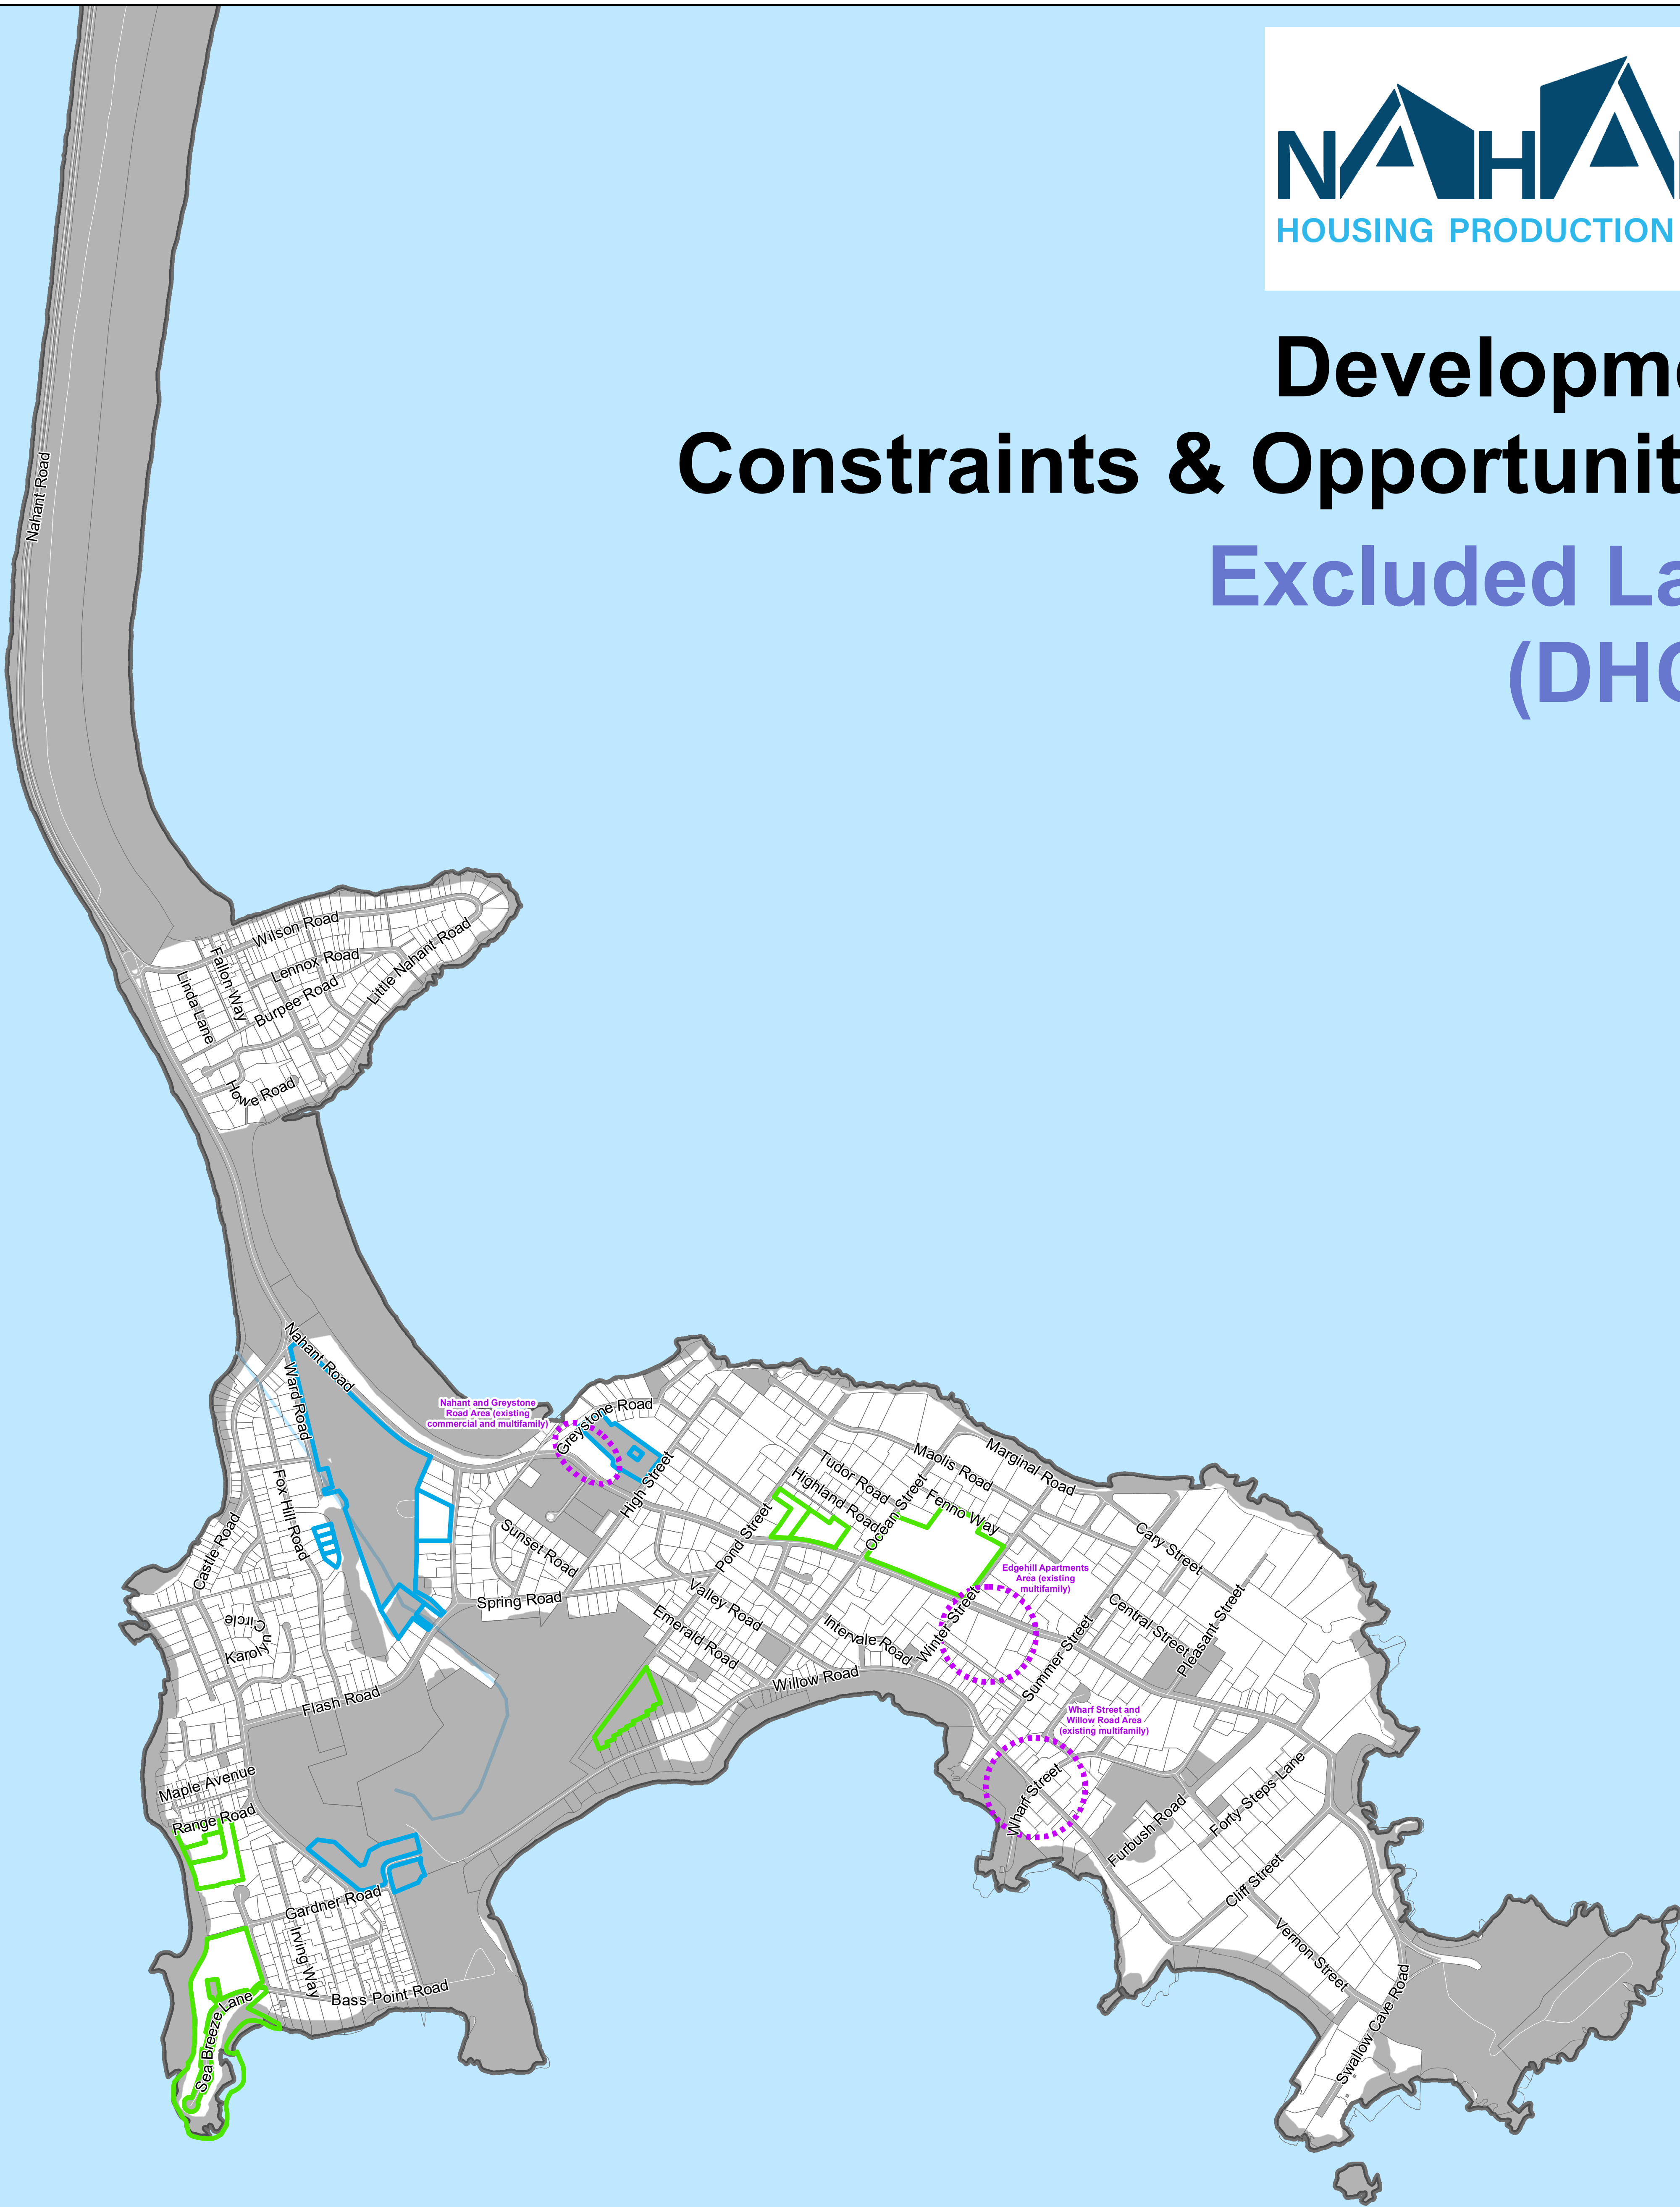 NAHA
HOUSING PRODUCTION
Developme
Constraints & Opportunit
Excluded La
(DHC
Nahant Road
Wilson Road
Fallon Way
Lennox Road
Little Nahant Road
Linda Lane
Burpee Road
Howe Road
Nahant Road
Ward Road
Nahant and Greystone
Road Area (existing
commercial and multifamily)
Greystone Road
High Street
Fox Hill Road
Castle Road
Sunset Road
Spring Road
Pond Street
Tudor Road
Highland Road
Ocean Street
Maolis Road
Marginal Road
Fenno Way
Cary Street
Edgehill Apartments
Area (existing
multifamily)
Karolyn Circle
Valley Road
Emerald Road
Intervale Road
Winter Street
Summer Street
Central Street
Pleasant Street
Flash Road
Willow Road
Wharf Street and
Willow Road Area
(existing multifamily)
Maple Avenue
Range Road
Wharf Street
Furbush Road
Forty Steps Lane
Gardner Road
Irving Way
Cliff Street
Vernon Street
Bass Point Road
Sea Breeze Lane
Swallow Cave Road